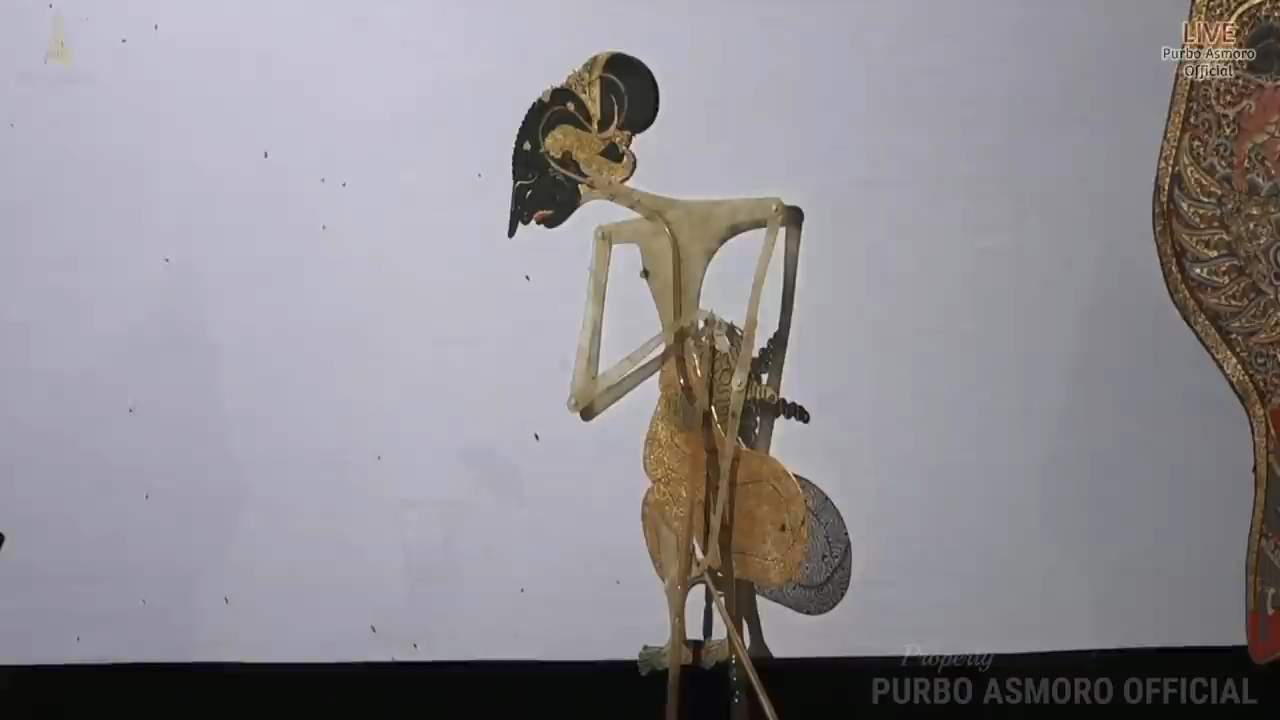 LIVE
Purbo Asmoro
Official
Property
PURBO ASMORO OFFICIAL